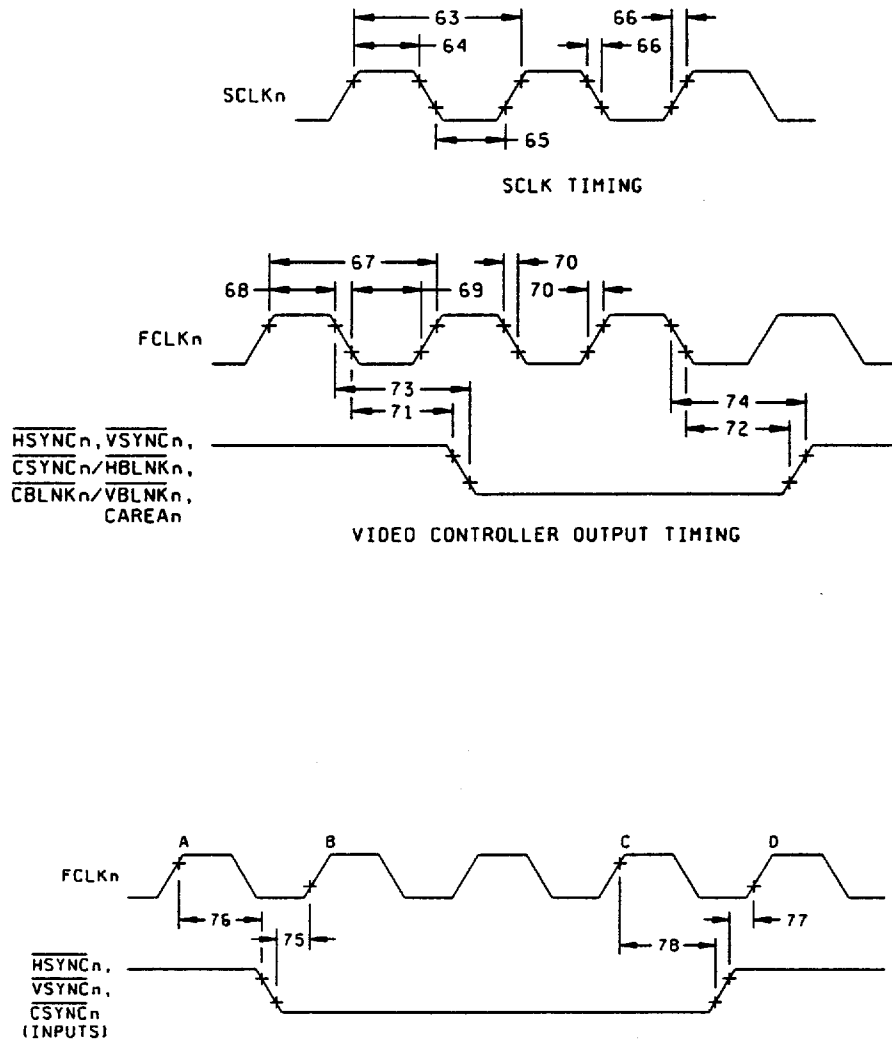 63
66
64
66
SCLKn
65
SCLK TIMING
67
70
68
69
70
FCLKn
73
74
71
72
HSYNCn, VSYNCn,
CSYNCn/HBLNKn,
CBLNKn/VBLNKn,
CAREAn
VIDEO CONTROLLER OUTPUT TIMING
A
B
C
D
FCLKn
76
77
75
78
HSYNCn,
VSYNCn,
CSYNCn
(INPUTS)